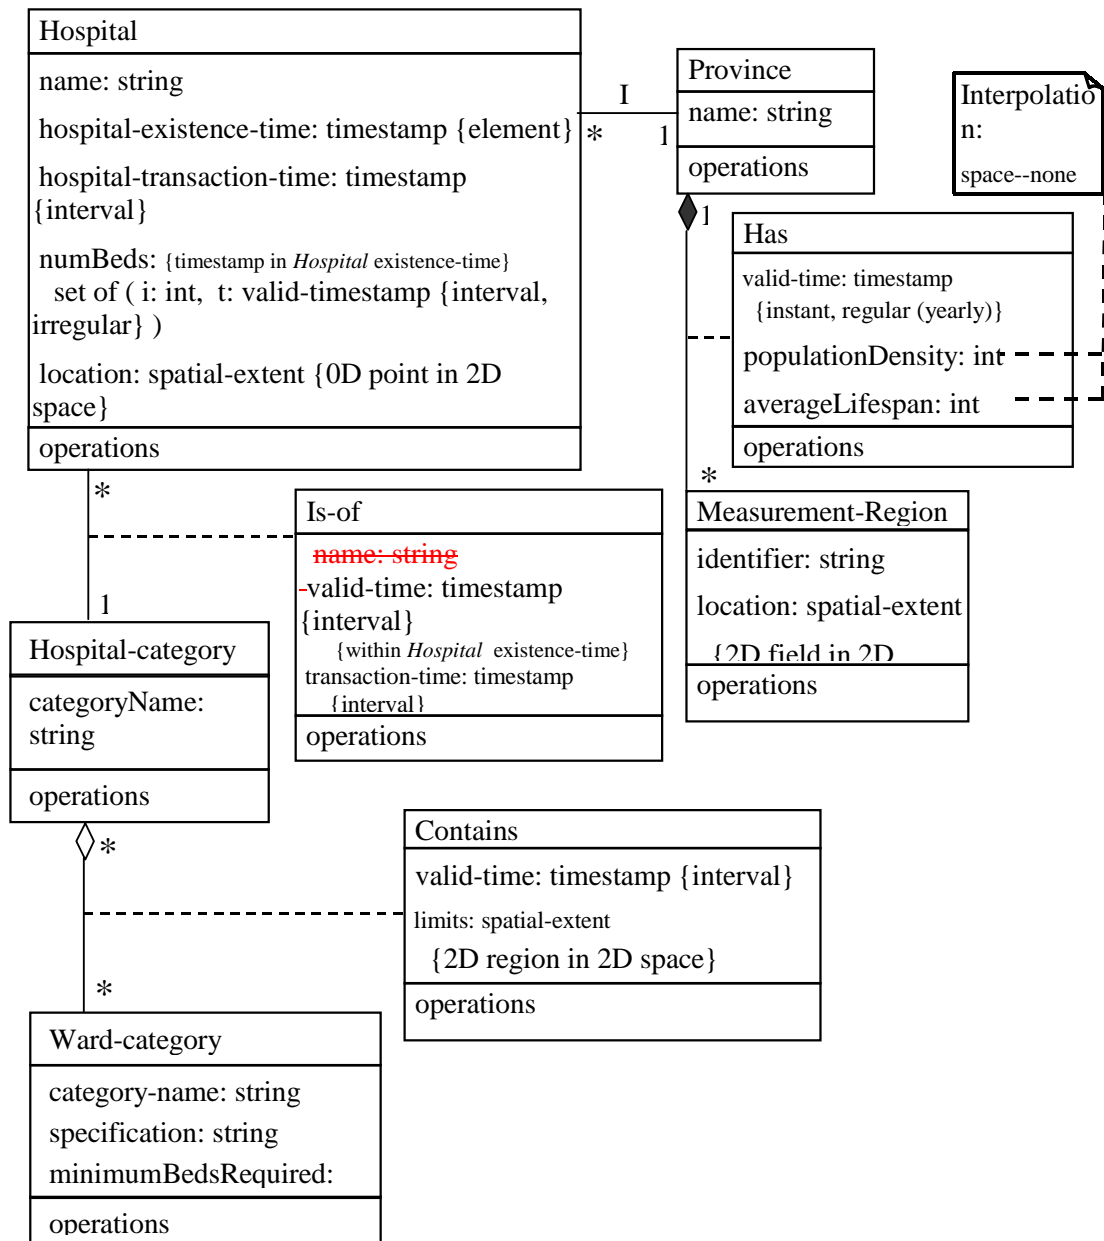 Hospital
name: string
hospital-existence-time: timestamp {element}
hospital-transaction-time: timestamp
{interval}
numBeds: {timestamp in Hospital existence-time}
set of ( i: int, t: valid-timestamp {interval,
irregular} )
location: spatial-extent {0D point in 2D
space}
operations
I
*
1
Province
name: string
operations
1
Interpolatio
n:
space--none
Has
valid-time: timestamp
{instant, regular (yearly)}
populationDensity: int
averageLifespan: int
operations
*
Measurement-Region
identifier: string
location: spatial-extent
{2D field in 2D
operations
*
Is-of
name: string
-valid-time: timestamp
{interval}
{within Hospital existence-time}
transaction-time: timestamp
{interval}
operations
1
Hospital-category
categoryName:
string
operations
*
Contains
valid-time: timestamp {interval}
limits: spatial-extent
{2D region in 2D space}
operations
*
Ward-category
category-name: string
specification: string
minimumBedsRequired:
operations